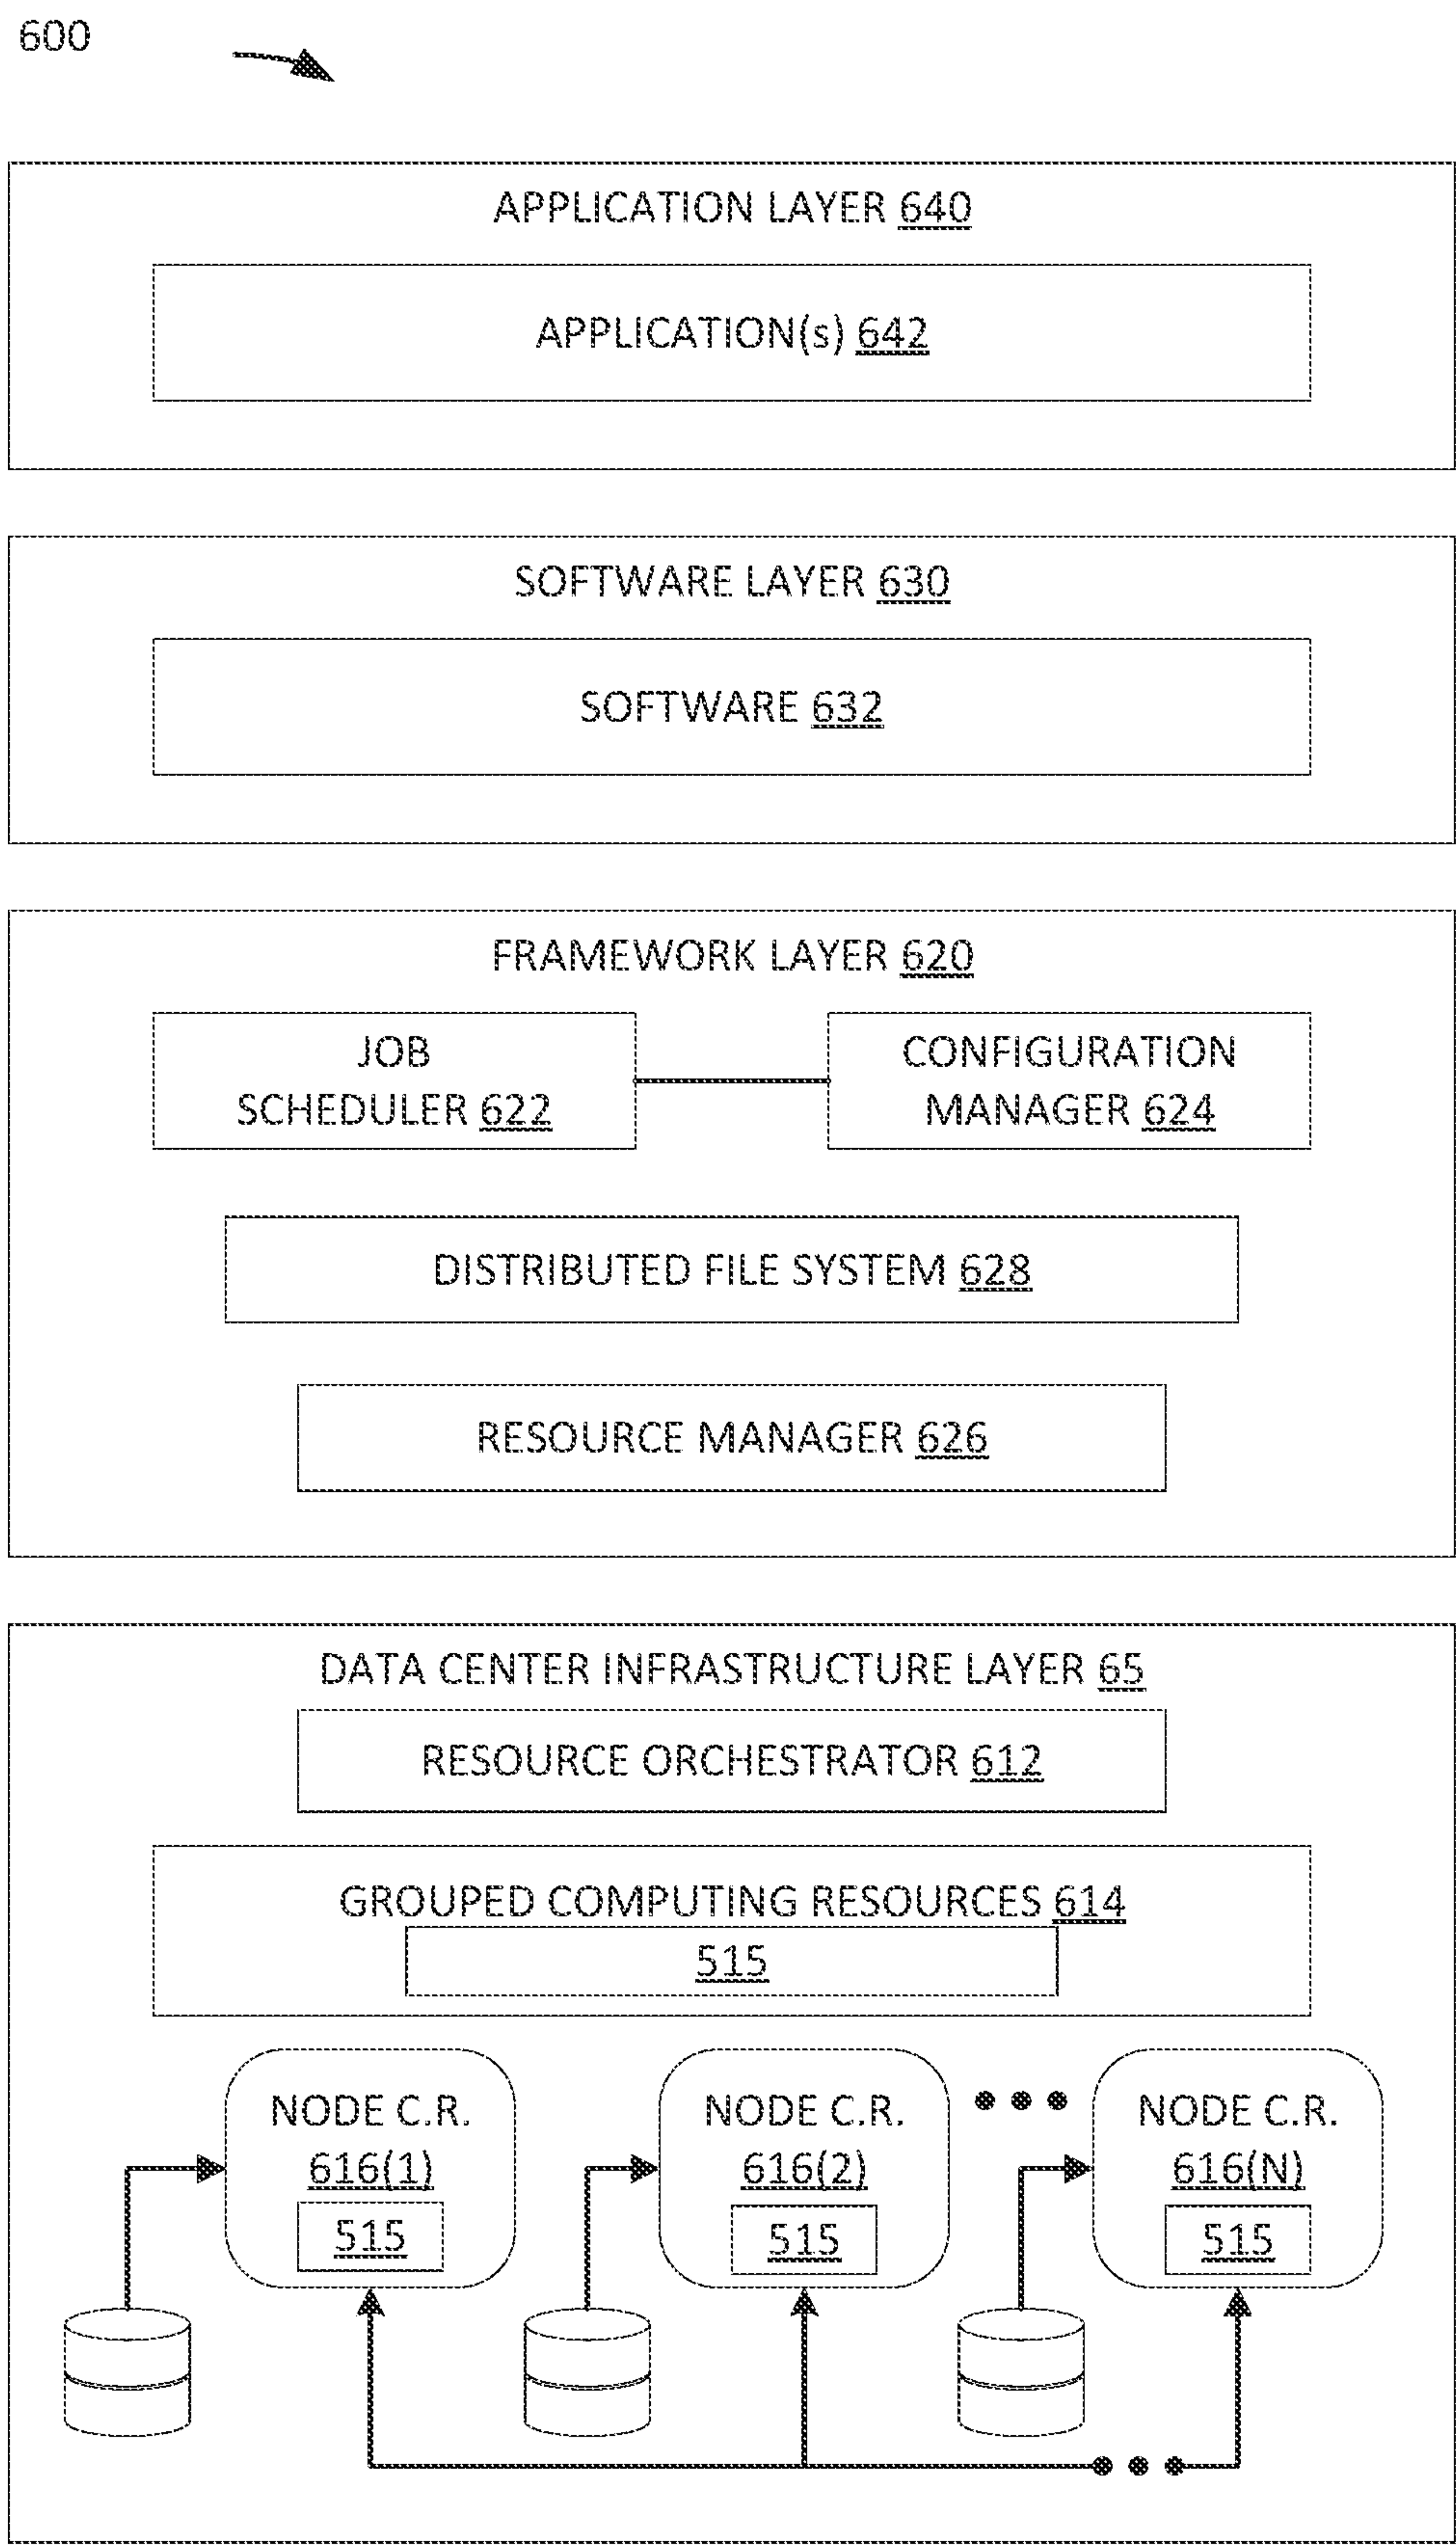 600
APPLICATION LAYER 640
APPLICATION(s) 642
SOFTWARE LAYER 630
SOFTWARE 632
FRAMEWORK LAYER 620
JOB
SCHEDULER 622
CONFIGURATION
MANAGER 624
DISTRIBUTED FILE SYSTEM 628
RESOURCE MANAGER 626
DATA CENTER INFRASTRUCTURE LAYER 65
RESOURCE ORCHESTRATOR 612
GROUPED COMPUTING RESOURCES 614
515
NODE C.R.
616(1)
515
NODE C.R.
616(2)
515
NODE C.R.
616(N)
515